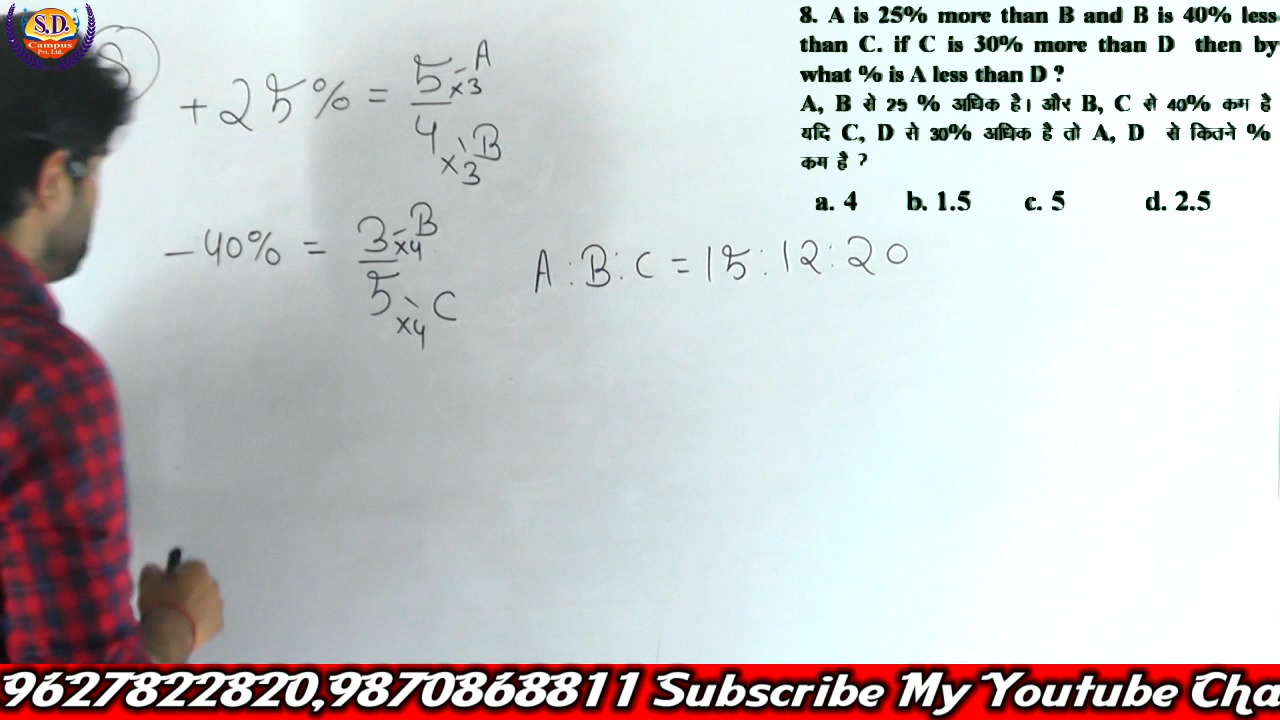 S.D.
Campus
Pvt. Ltd.
8. A is 25% more than B and B is 40% less
than C. if C is 30% more than D then by
what % is A less than D ?
A, B से 25 % अधिक है। और B, C से 40% कम है
यदि C, D से 30% अधिक है तो A, D से कितने %
कम है ?
a. 4 b. 1.5 c. 5 d. 2.5
8
+25% = 5/4 ×3 - A ×3 - B
-40% = 3/5 ×4 - B ×4 - C
A : B : C = 15 : 12 : 20
9627822820,9870868811 Subscribe My Youtube Cha